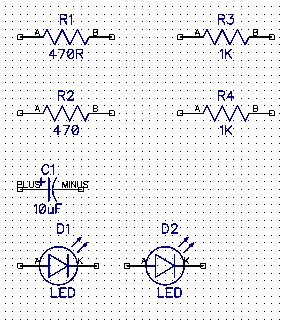 R1 R3
A B A B
470R 1K
R2 R4
A B A B
470 1K
C1
PLUS + MINUS
10uF
D1 D2
A K A K
LED LED